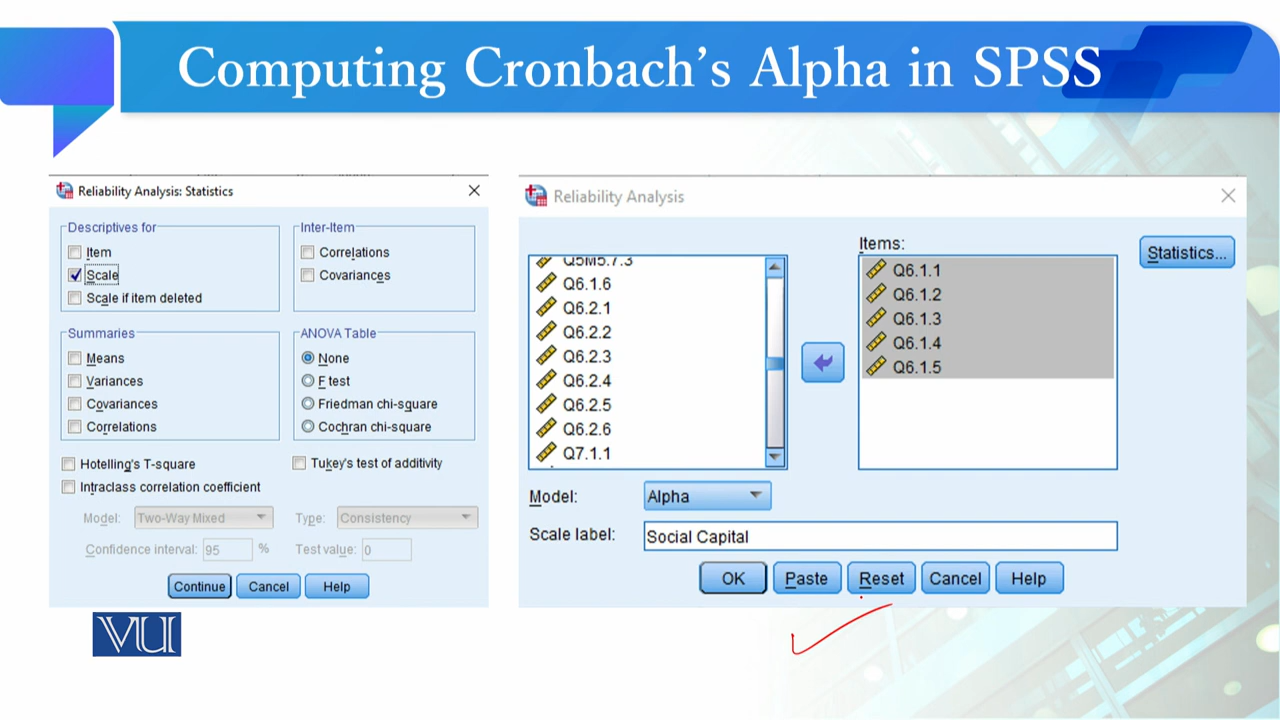 Computing Cronbach's Alpha in SPSS
Reliability Analysis: Statistics
Descriptives for
Item
Scale
Scale if item deleted
Inter-Item
Correlations
Covariances
Summaries
Means
Variances
Covariances
Correlations
ANOVA Table
None
F test
Friedman chi-square
Cochran chi-square
Hotelling's T-square
Tukey's test of additivity
Intraclass correlation coefficient
Model: Two-Way Mixed Type: Consistency
Confidence interval: 95 % Test value: 0
Continue Cancel Help
Reliability Analysis
Q5M5.7.3
Q6.1.6
Q6.2.1
Q6.2.2
Q6.2.3
Q6.2.4
Q6.2.5
Q6.2.6
Q7.1.1
Items:
Q6.1.1
Q6.1.2
Q6.1.3
Q6.1.4
Q6.1.5
Statistics...
Model: Alpha
Scale label: Social Capital
OK Paste Reset Cancel Help
VU